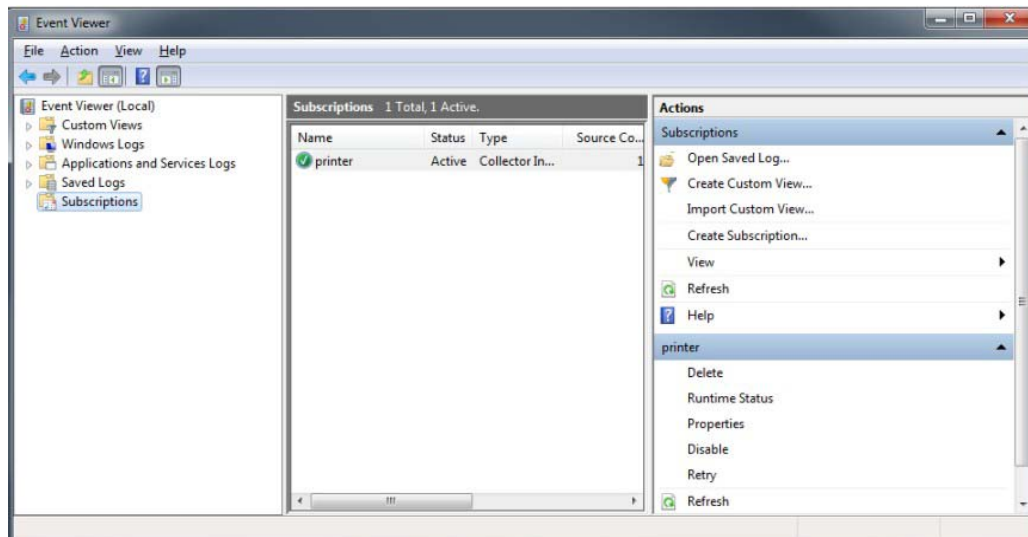 Event Viewer
File Action View Help
Event Viewer (Local)
Custom Views
Windows Logs
Applications and Services Logs
Saved Logs
Subscriptions
Subscriptions 1 Total, 1 Active.
Name Status Type Source Co...
printer Active Collector In... 1
Actions
Subscriptions
Open Saved Log...
Create Custom View...
Import Custom View...
Create Subscription...
View
Refresh
Help
printer
Delete
Runtime Status
Properties
Disable
Retry
Refresh